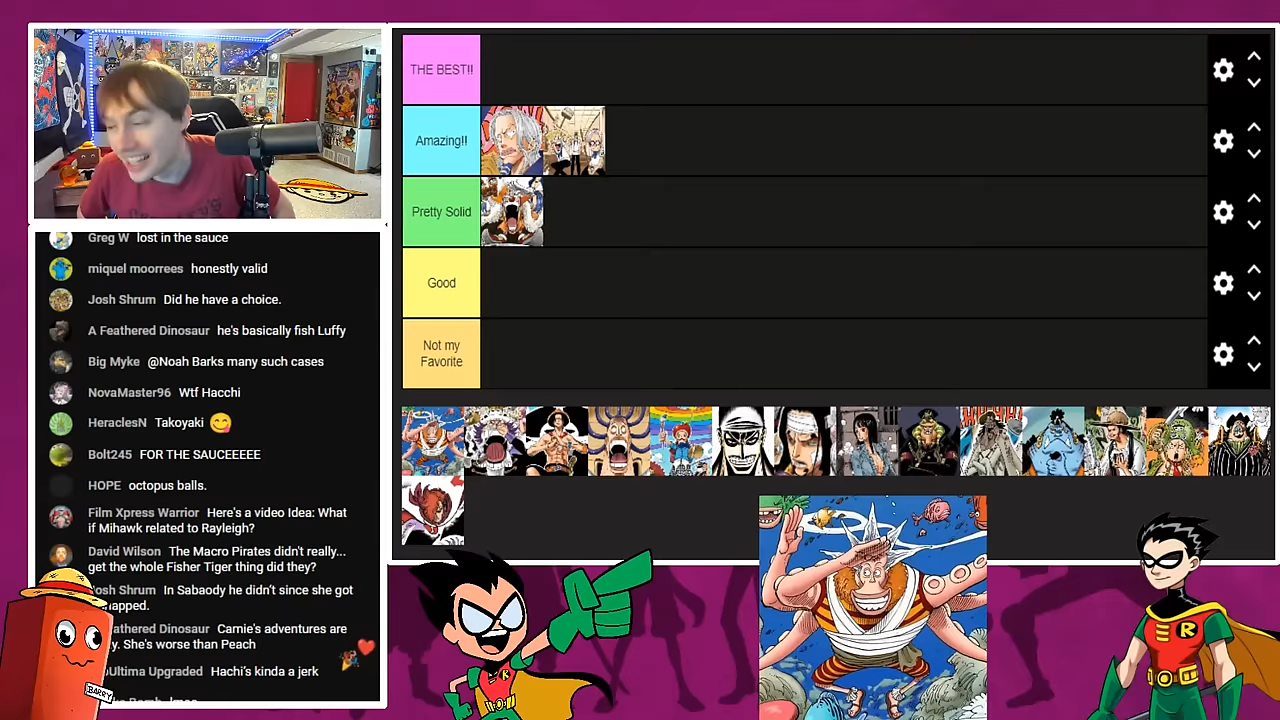 THE BEST!!
Amazing!!
Pretty Solid
Good
Not my
Favorite
Greg W lost in the sauce
miquel moorrees honestly valid
Josh Shrum Did he have a choice.
A Feathered Dinosaur he's basically fish Luffy
Big Myke @Noah Barks many such cases
NovaMaster96 Wtf Hacchi
HeraclesN Takoyaki 😋
Bolt245 FOR THE SAUCEEEEE
HOPE octopus balls.
Film Xpress Warrior Here's a video Idea: What
if Mihawk related to Rayleigh?
David Wilson The Macro Pirates didn't really...
get the whole Fisher Tiger thing did they?
osh Shrum In Sabaody he didn't since she got
napped.
eathered Dinosaur Camie's adventures are
y. She's worse than Peach
Ultima Upgraded Hachi's kinda a jerk
BARRY
R
R